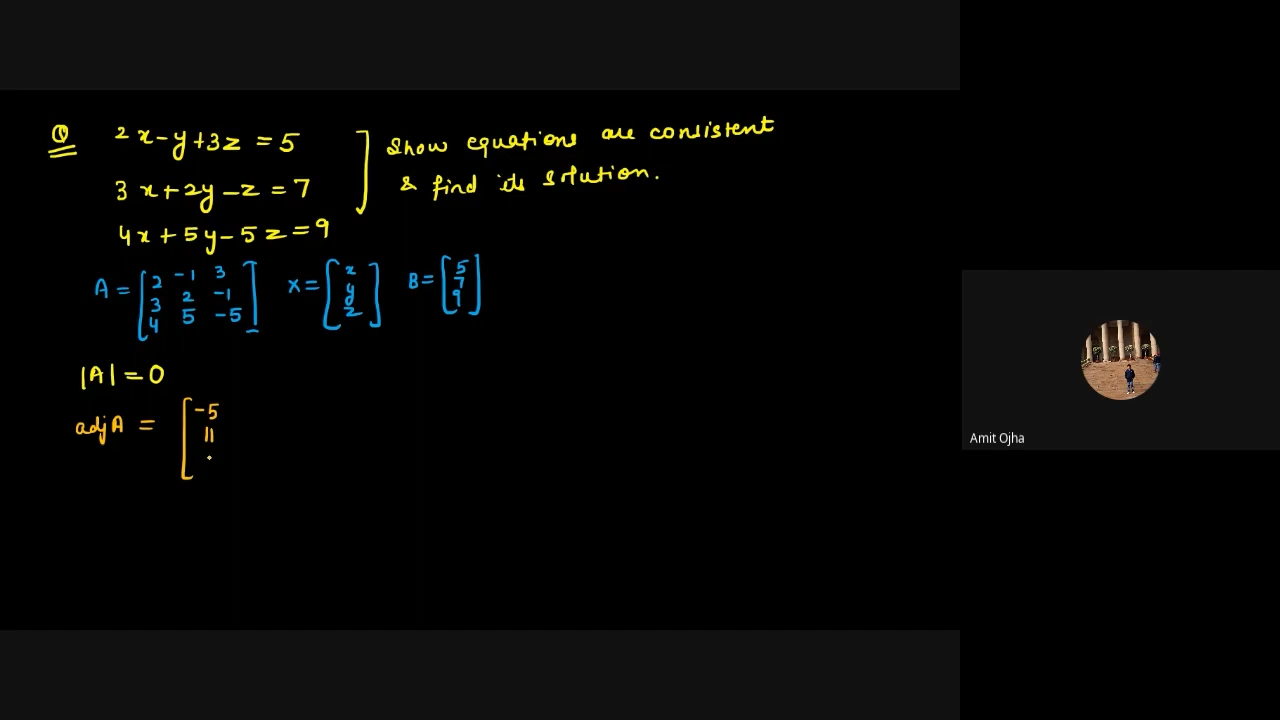 Q 2x-y+3z=5
3x+2y-z=7
4x+5y-5z=9
] Show equations are consistent
& find its solution.
A = [2 -1 3
3 2 -1
4 5 -5] X = [x
y
z] B = [5
7
9]
|A| = 0
adjA = [-5
11
Amit Ojha